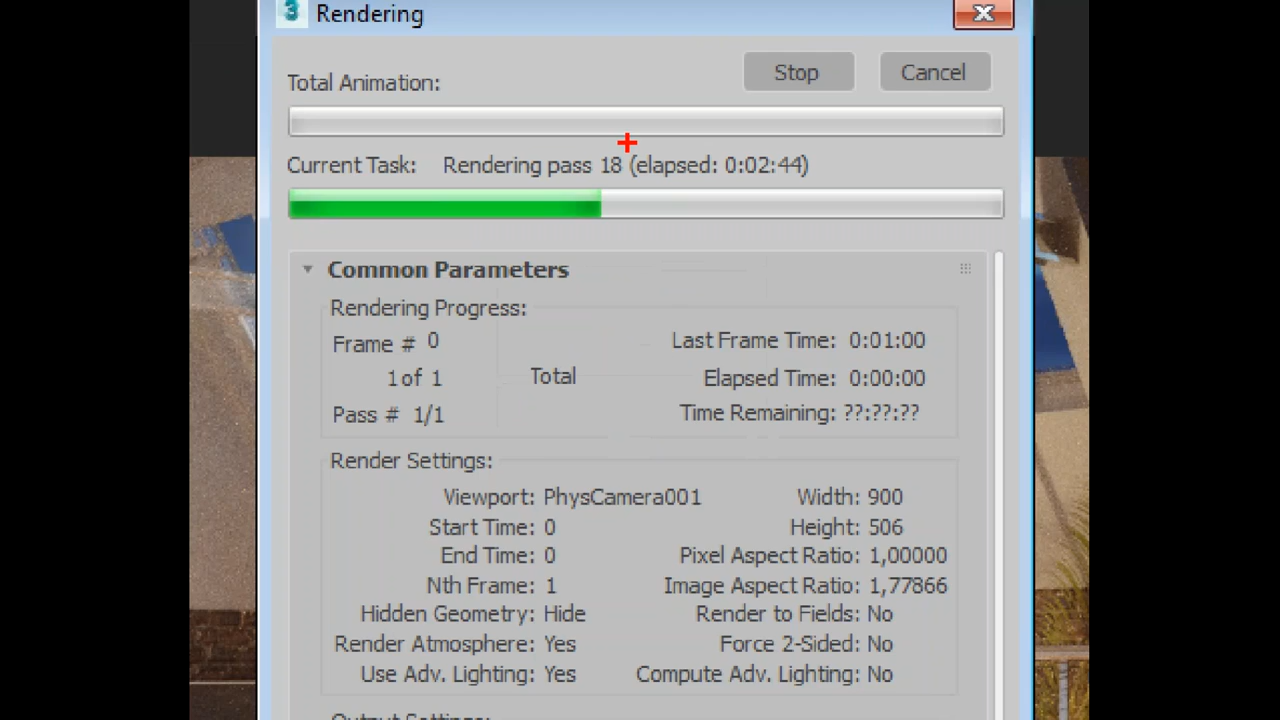 3 Rendering
Stop Cancel
Total Animation:
Current Task: Rendering pass 18 (elapsed: 0:02:44)
Common Parameters
Rendering Progress:
Frame # 0 Last Frame Time: 0:01:00
1 of 1 Total Elapsed Time: 0:00:00
Pass # 1/1 Time Remaining: ??:??:??
Render Settings:
Viewport: PhysCamera001 Width: 900
Start Time: 0 Height: 506
End Time: 0 Pixel Aspect Ratio: 1,00000
Nth Frame: 1 Image Aspect Ratio: 1,77866
Hidden Geometry: Hide Render to Fields: No
Render Atmosphere: Yes Force 2-Sided: No
Use Adv. Lighting: Yes Compute Adv. Lighting: No
Output Settings: